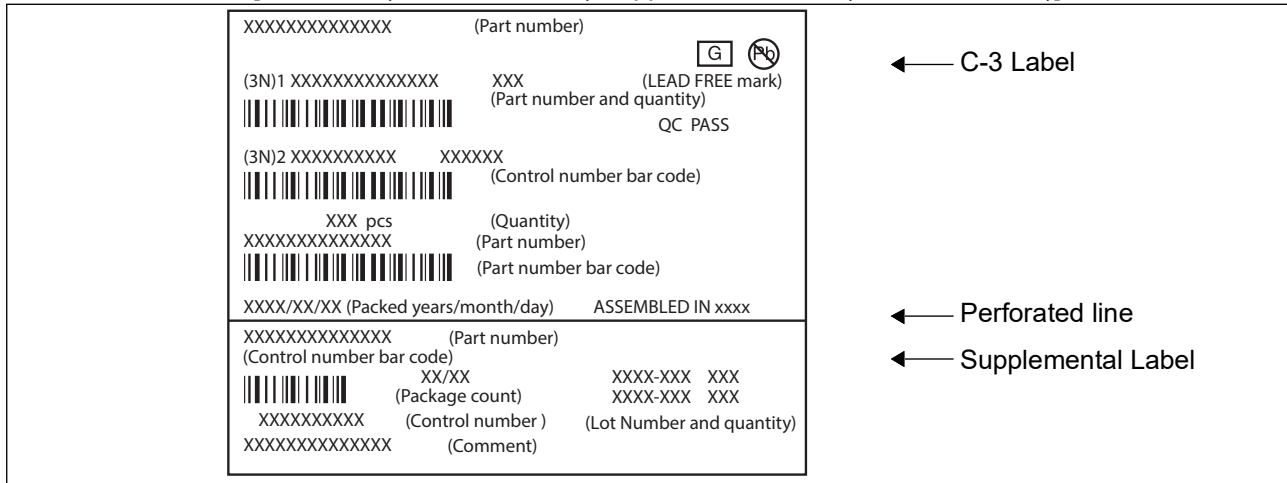 XXXXXXXXXXXXXX (Part number)
G Pb
C-3 Label
(3N)1 XXXXXXXXXXXXXX XXX (LEAD FREE mark)
(Part number and quantity)
QC PASS
(3N)2 XXXXXXXXXX XXXXXX
(Control number bar code)
XXX pcs (Quantity)
XXXXXXXXXXXXXX (Part number)
(Part number bar code)
XXXX/XX/XX (Packed years/month/day) ASSEMBLED IN xxxx
Perforated line
XXXXXXXXXXXXXX (Part number)
(Control number bar code)
Supplemental Label
XX/XX XXXX-XXX XXX
(Package count) XXXX-XXX XXX
XXXXXXXXXX (Control number ) (Lot Number and quantity)
XXXXXXXXXXXXXX (Comment)